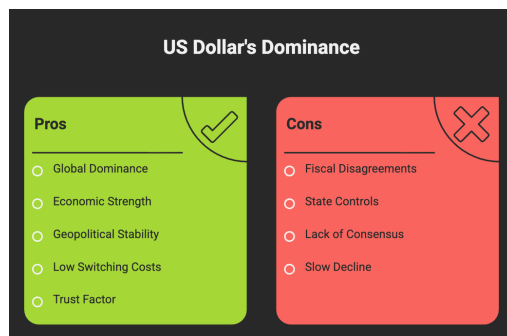 US Dollar's Dominance
Pros
Global Dominance
Economic Strength
Geopolitical Stability
Low Switching Costs
Trust Factor
Cons
Fiscal Disagreements
State Controls
Lack of Consensus
Slow Decline